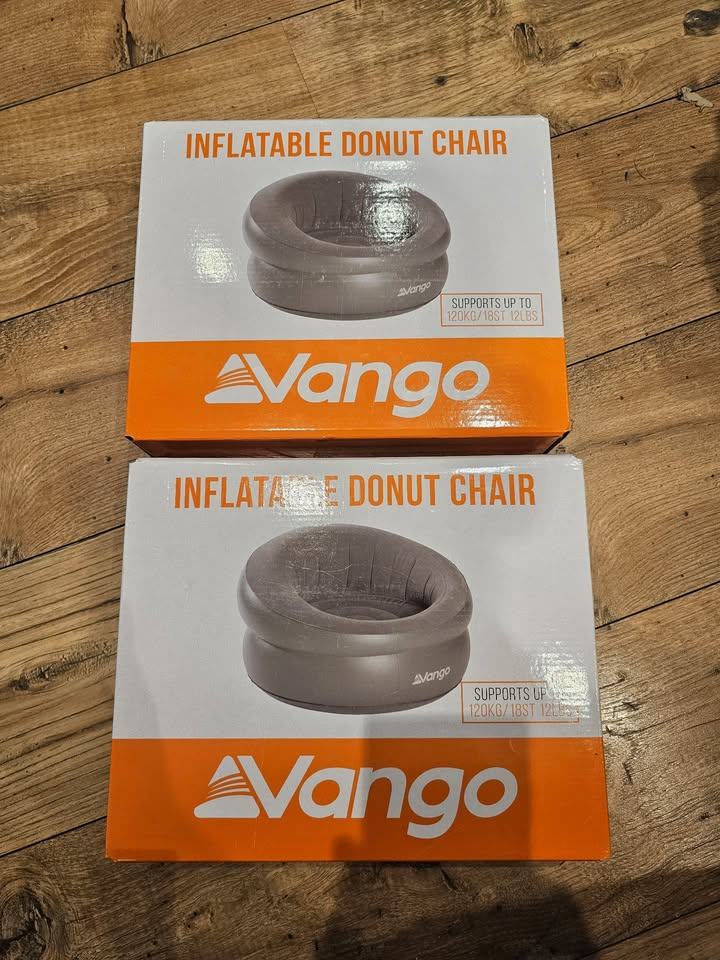 INFLATABLE DONUT CHAIR
Vango
SUPPORTS UP TO
120KG/18ST 12LBS
Vango
INFLATABLE DONUT CHAIR
Vango
SUPPORTS UP
120KG/18ST 12LBS
Vango